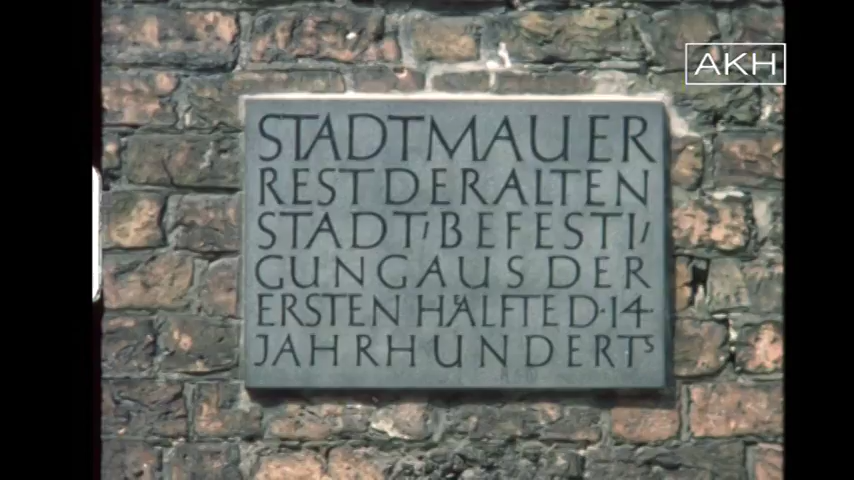 AKH
STADTMAUER
REST DER ALTEN
STADT, BEFESTI,
GUNG AUS DER
ERSTEN HÄLFTE D·14·
JAHRHUNDERTS